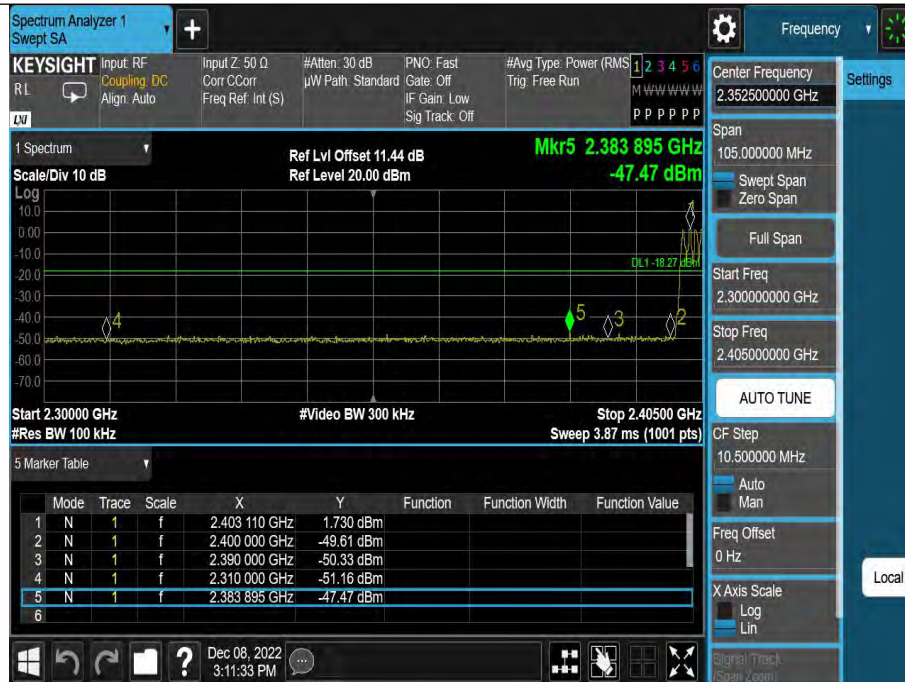 Spectrum Analyzer 1
Swept SA
+
Frequency
KEYSIGHT
RL
LXI
Input: RF
Coupling: DC
Align: Auto
Input Z: 50 Ω
Corr CCorr
Freq Ref: Int (S)
#Atten: 30 dB
µW Path: Standard
PNO: Fast
Gate: Off
IF Gain: Low
Sig Track: Off
#Avg Type: Power (RMS
Trig: Free Run
1 2 3 4 5 6
M W W W W W
P P P P P P
1 Spectrum
Scale/Div 10 dB
Ref Lvl Offset 11.44 dB
Ref Level 20.00 dBm
Mkr5 2.383 895 GHz
-47.47 dBm
Log
10.0
0.00
-10.0
-20.0
-30.0
-40.0
-50.0
-60.0
-70.0
1
DL1 -18.27 dBm
4
5
3
2
Start 2.30000 GHz
#Video BW 300 kHz
Stop 2.40500 GHz
#Res BW 100 kHz
Sweep 3.87 ms (1001 pts)
5 Marker Table
Mode Trace Scale X Y Function Function Width Function Value
1 N 1 f 2.403 110 GHz 1.730 dBm
2 N 1 f 2.400 000 GHz -49.61 dBm
3 N 1 f 2.390 000 GHz -50.33 dBm
4 N 1 f 2.310 000 GHz -51.16 dBm
5 N 1 f 2.383 895 GHz -47.47 dBm
6
?
Dec 08, 2022
3:11:33 PM
Center Frequency
2.352500000 GHz
Settings
Span
105.000000 MHz
Swept Span
Zero Span
Full Span
Start Freq
2.300000000 GHz
Stop Freq
2.405000000 GHz
AUTO TUNE
CF Step
10.500000 MHz
Auto
Man
Freq Offset
0 Hz
Local
X Axis Scale
Log
Lin
Signal Track
(Span Zoom)